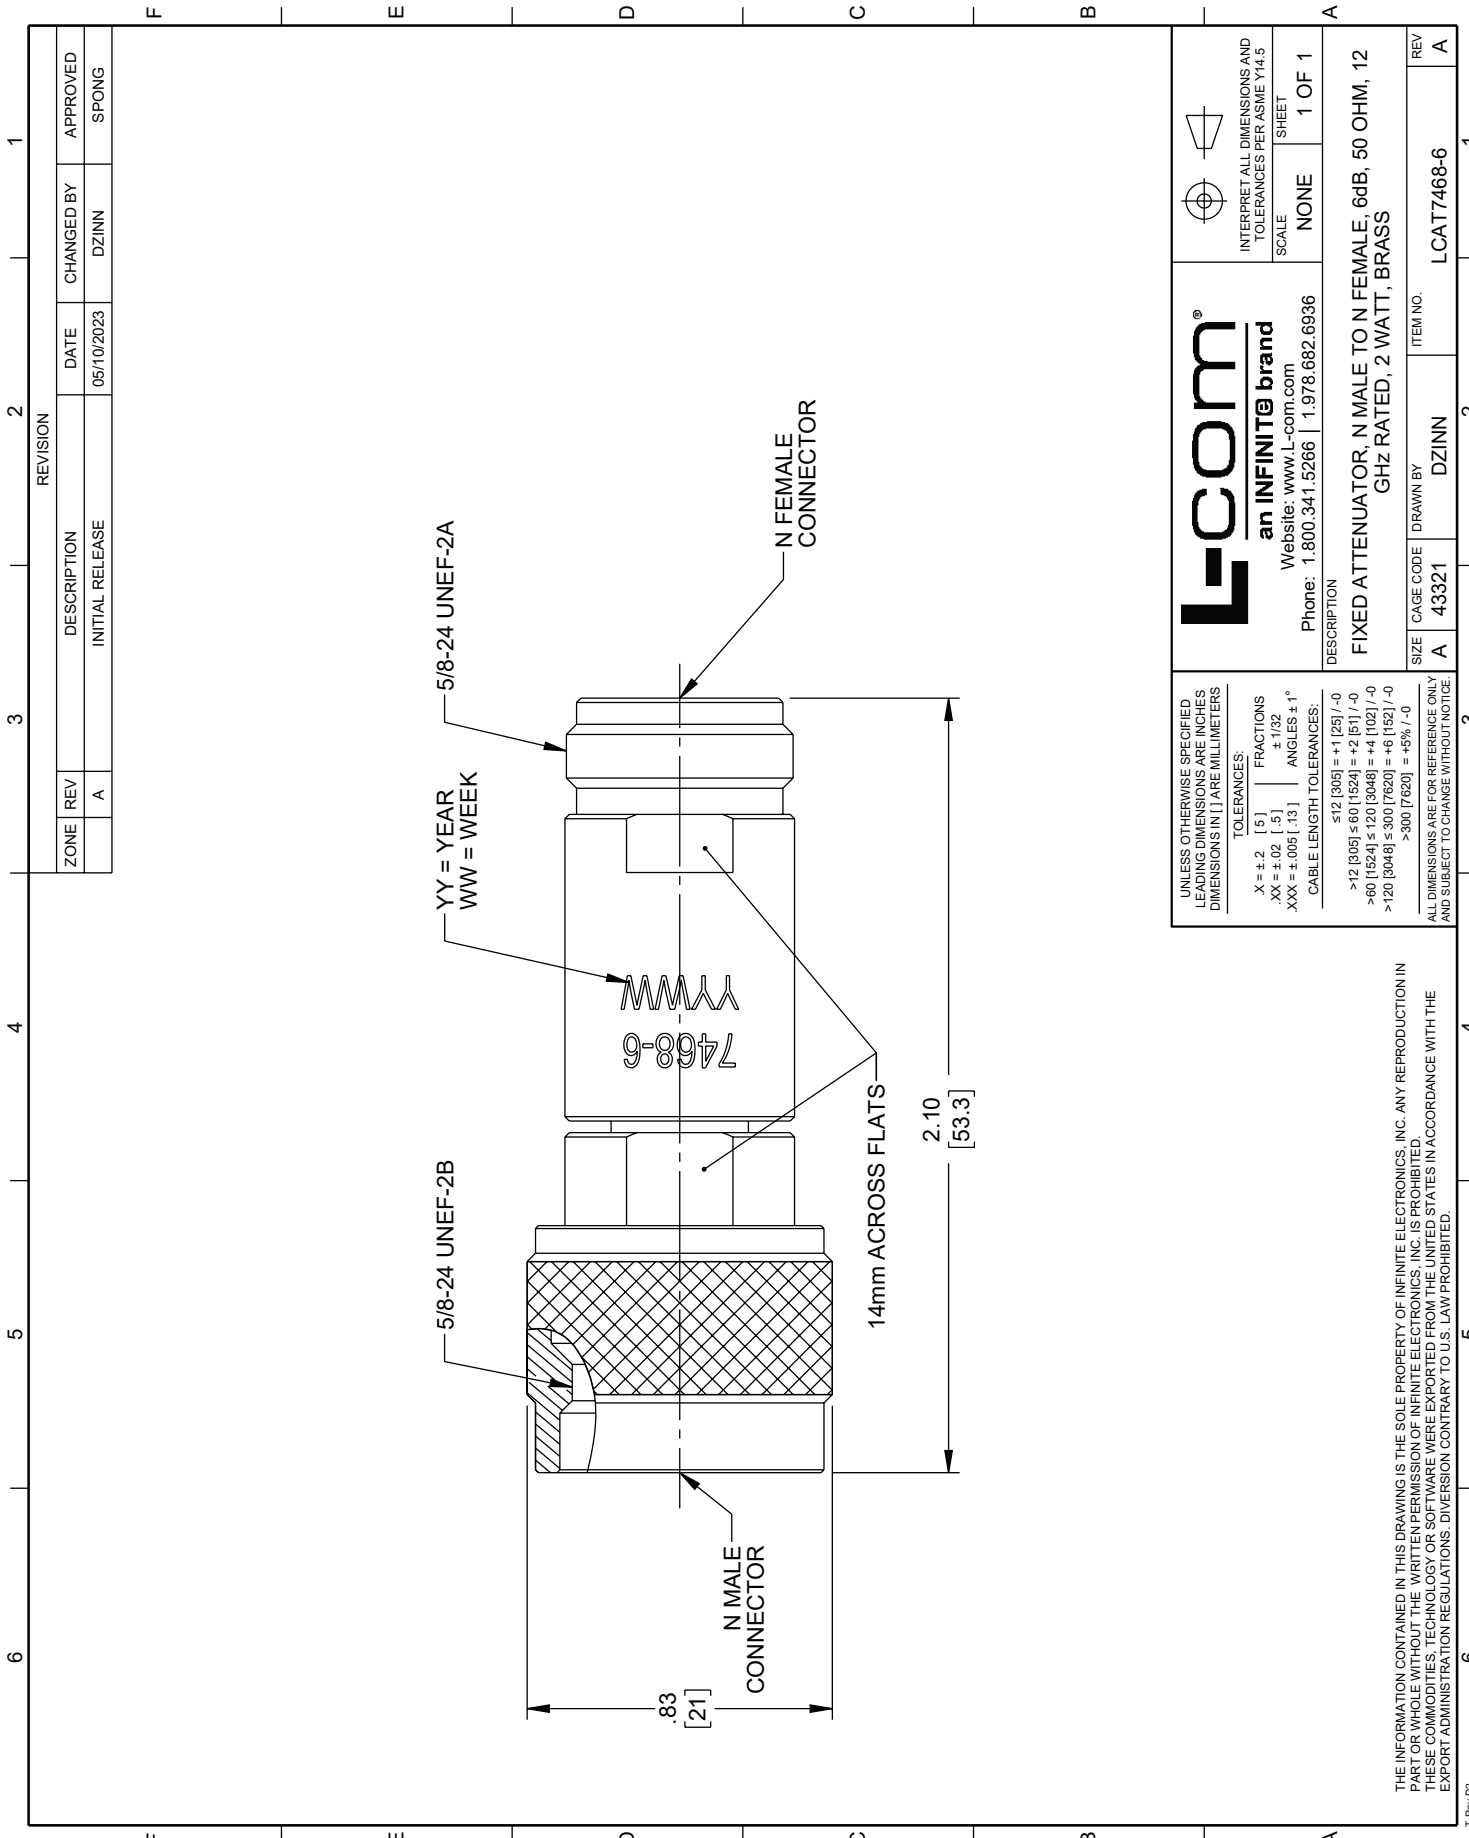 6
5
4
3
2
1
F
E
D
C
B
A
REVISION
ZONE REV DESCRIPTION DATE CHANGED BY APPROVED
A INITIAL RELEASE 05/10/2023 DZINN SPONG
5/8-24 UNEF-2B
YY = YEAR
WW = WEEK
5/8-24 UNEF-2A
N MALE
CONNECTOR
N FEMALE
CONNECTOR
.83
[21]
7468-6
YYWW
14mm ACROSS FLATS
2.10
[53.3]
UNLESS OTHERWISE SPECIFIED
LEADING DIMENSIONS ARE INCHES
DIMENSIONS IN [ ] ARE MILLIMETERS
TOLERANCES:
.X = ±.2 [5] FRACTIONS
.XX = ±.02 [.5] ± 1/32
.XXX = ±.005 [.13] ANGLES ± 1°
CABLE LENGTH TOLERANCES:
≤12 [305] = +1 [25] / -0
>12 [305] ≤ 60 [1524] = +2 [51] / -0
>60 [1524] ≤ 120 [3048] = +4 [102] / -0
>120 [3048] ≤ 300 [7620] = +6 [152] / -0
>300 [7620] = +5% / -0
ALL DIMENSIONS ARE FOR REFERENCE ONLY
AND SUBJECT TO CHANGE WITHOUT NOTICE.
L-com®
an INFINITE brand
Website: www.L-com.com
Phone: 1.800.341.5266 | 1.978.682.6936
INTERPRET ALL DIMENSIONS AND
TOLERANCES PER ASME Y14.5
SCALE SHEET
NONE 1 OF 1
DESCRIPTION
FIXED ATTENUATOR, N MALE TO N FEMALE, 6dB, 50 OHM, 12
GHz RATED, 2 WATT, BRASS
SIZE CAGE CODE DRAWN BY ITEM NO. REV
A 43321 DZINN LCAT7468-6 A
THE INFORMATION CONTAINED IN THIS DRAWING IS THE SOLE PROPERTY OF INFINITE ELECTRONICS, INC. ANY REPRODUCTION IN
PART OR WHOLE WITHOUT THE WRITTEN PERMISSION OF INFINITE ELECTRONICS, INC. IS PROHIBITED.
THESE COMMODITIES, TECHNOLOGY OR SOFTWARE WERE EXPORTED FROM THE UNITED STATES IN ACCORDANCE WITH THE
EXPORT ADMINISTRATION REGULATIONS. DIVERSION CONTRARY TO U.S. LAW PROHIBITED.